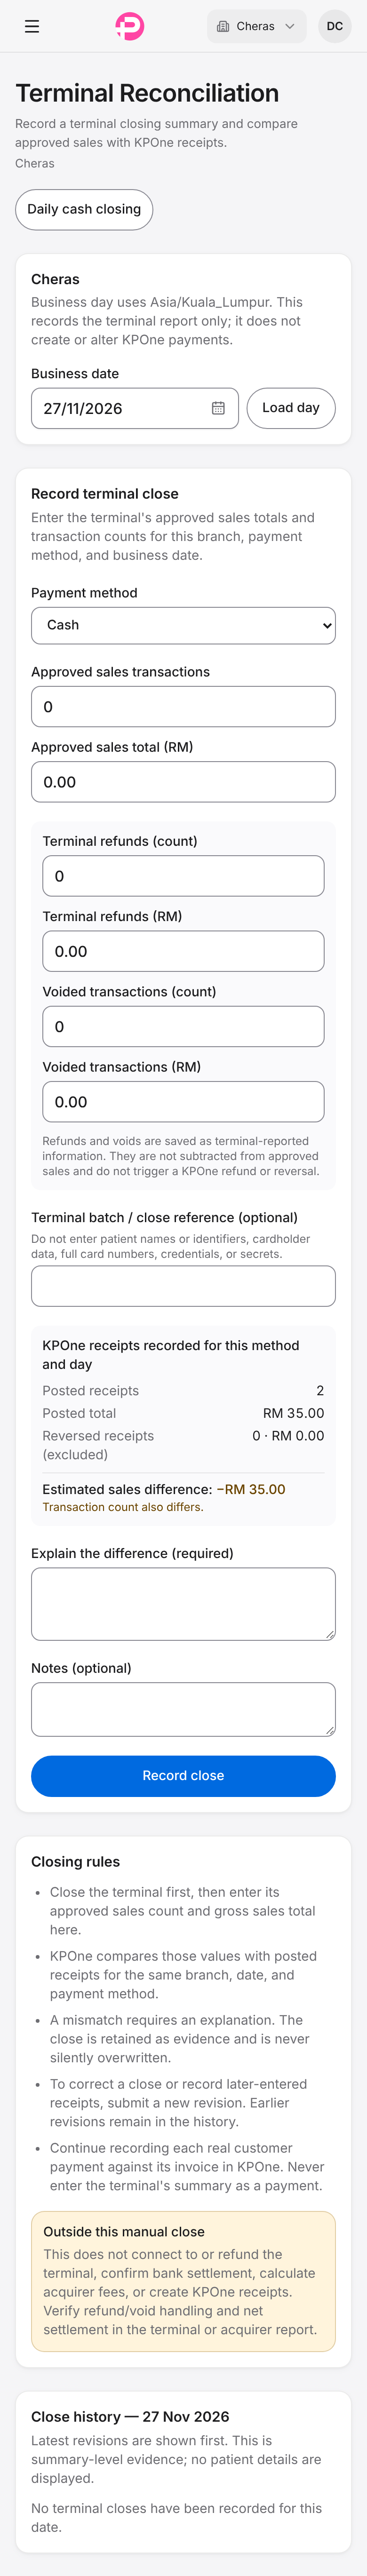 Cheras
DC
Terminal Reconciliation
Record a terminal closing summary and compare
approved sales with KPOne receipts.
Cheras
Daily cash closing
Cheras
Business day uses Asia/Kuala_Lumpur. This
records the terminal report only; it does not
create or alter KPOne payments.
Business date
27/11/2026
Load day
Record terminal close
Enter the terminal's approved sales totals and
transaction counts for this branch, payment
method, and business date.
Payment method
Cash
Approved sales transactions
0
Approved sales total (RM)
0.00
Terminal refunds (count)
0
Terminal refunds (RM)
0.00
Voided transactions (count)
0
Voided transactions (RM)
0.00
Refunds and voids are saved as terminal-reported
information. They are not subtracted from approved
sales and do not trigger a KPOne refund or reversal.
Terminal batch / close reference (optional)
Do not enter patient names or identifiers, cardholder
data, full card numbers, credentials, or secrets.
KPOne receipts recorded for this method
and day
Posted receipts 2
Posted total RM 35.00
Reversed receipts 0 · RM 0.00
(excluded)
Estimated sales difference: −RM 35.00
Transaction count also differs.
Explain the difference (required)
Notes (optional)
Record close
Closing rules
• Close the terminal first, then enter its
approved sales count and gross sales total
here.
• KPOne compares those values with posted
receipts for the same branch, date, and
payment method.
• A mismatch requires an explanation. The
close is retained as evidence and is never
silently overwritten.
• To correct a close or record later-entered
receipts, submit a new revision. Earlier
revisions remain in the history.
• Continue recording each real customer
payment against its invoice in KPOne. Never
enter the terminal's summary as a payment.
Outside this manual close
This does not connect to or refund the
terminal, confirm bank settlement, calculate
acquirer fees, or create KPOne receipts.
Verify refund/void handling and net
settlement in the terminal or acquirer report.
Close history — 27 Nov 2026
Latest revisions are shown first. This is
summary-level evidence; no patient details are
displayed.
No terminal closes have been recorded for this
date.